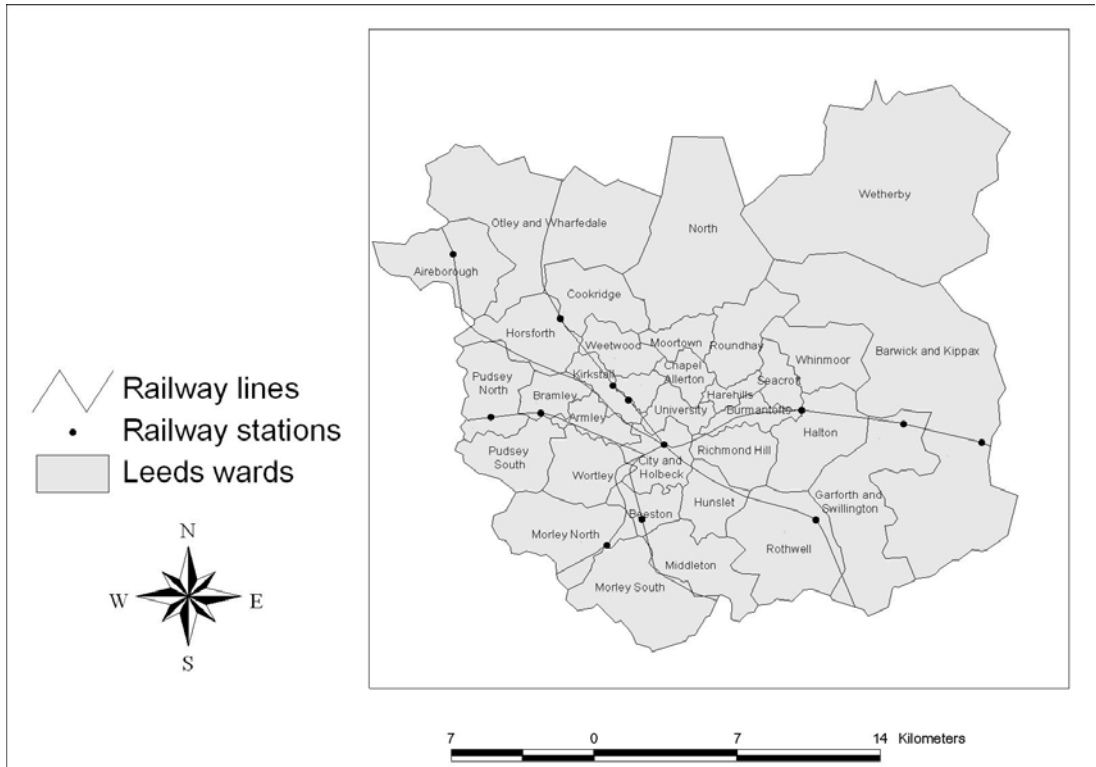 Wetherby
Otley and Wharfedale
North
Aireborough
Cookridge
Horsforth
Weetwood
Moortown
Roundhay
Whinmoor
Barwick and Kippax
Chapel
Allerton
Kirkstall
Seacroft
Pudsey
North
Bramley
Harehills
Armley
University
Burmantofts
Halton
Pudsey
South
Wortley
City and
Holbeck
Richmond Hill
Garforth and
Swillington
Hunslet
Beeston
Morley North
Rothwell
Middleton
Morley South
Railway lines
Railway stations
Leeds wards
N
W
E
S
7
0
7
14
Kilometers